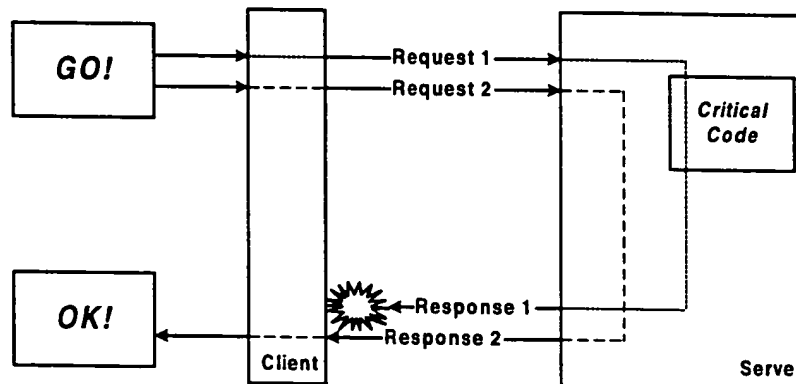 GO!
Request 1
Request 2
Critical
Code
OK!
Response 1
Response 2
Client
Serve